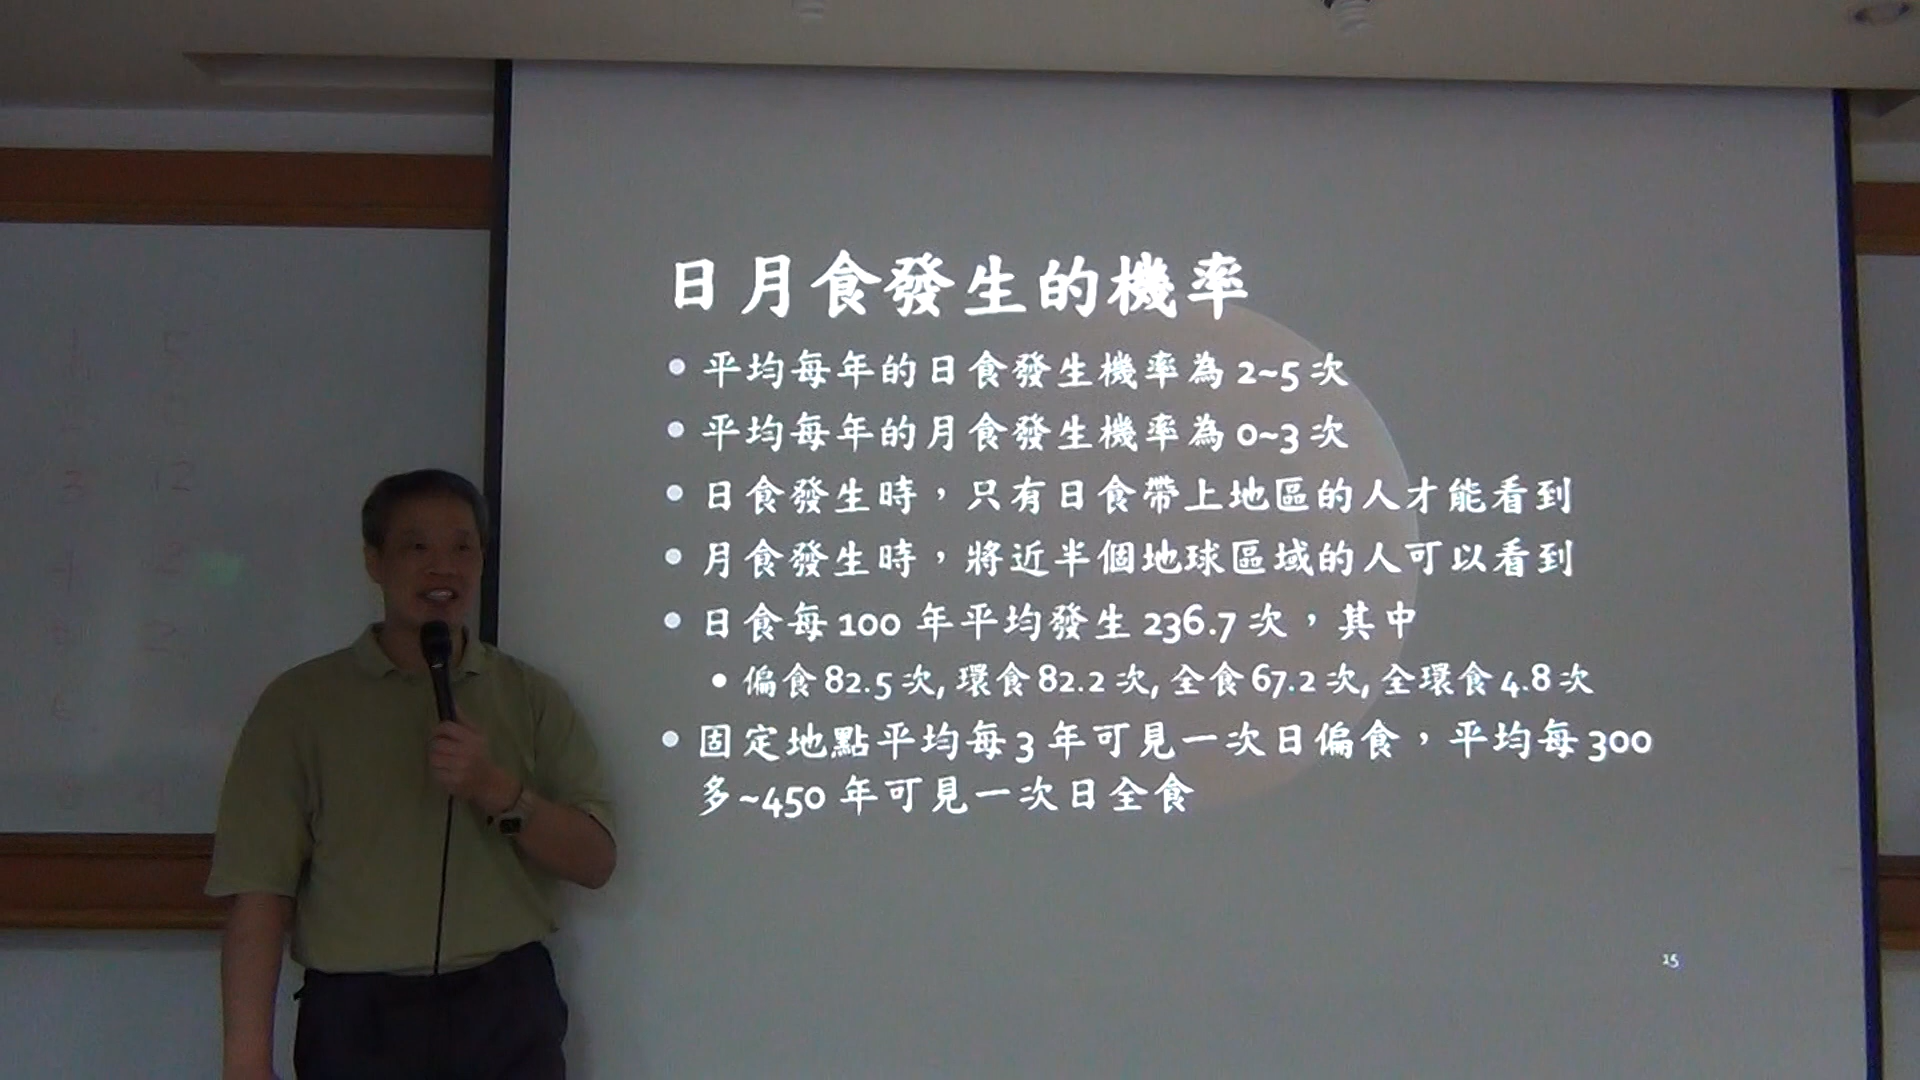 日月食發生的機率
平均每年的日食發生機率為 2~5 次
平均每年的月食發生機率為 0~3 次
日食發生時，只有日食帶上地區的人才能看到
月食發生時，將近半個地球區域的人可以看到
日食每 100 年平均發生 236.7 次，其中
偏食 82.5 次, 環食 82.2 次, 全食 67.2 次, 全環食 4.8 次
固定地點平均每 3 年可見一次日偏食，平均每 300
多~450 年可見一次日全食
25